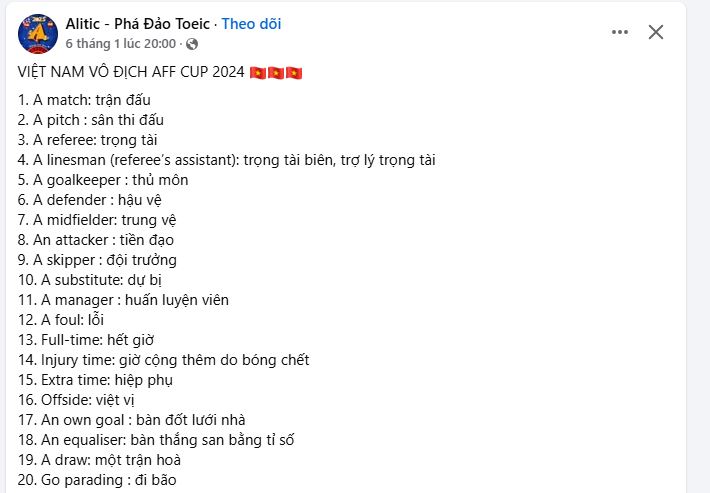 Alitic - Phá Đảo Toeic · Theo dõi
6 tháng 1 lúc 20:00 ·
VIỆT NAM VÔ ĐỊCH AFF CUP 2024 🇻🇳🇻🇳🇻🇳
1. A match: trận đấu
2. A pitch : sân thi đấu
3. A referee: trọng tài
4. A linesman (referee's assistant): trọng tài biên, trợ lý trọng tài
5. A goalkeeper : thủ môn
6. A defender : hậu vệ
7. A midfielder: trung vệ
8. An attacker : tiền đạo
9. A skipper : đội trưởng
10. A substitute: dự bị
11. A manager : huấn luyện viên
12. A foul: lỗi
13. Full-time: hết giờ
14. Injury time: giờ cộng thêm do bóng chết
15. Extra time: hiệp phụ
16. Offside: việt vị
17. An own goal : bàn đốt lưới nhà
18. An equaliser: bàn thắng san bằng tỉ số
19. A draw: một trận hoà
20. Go parading : đi bão